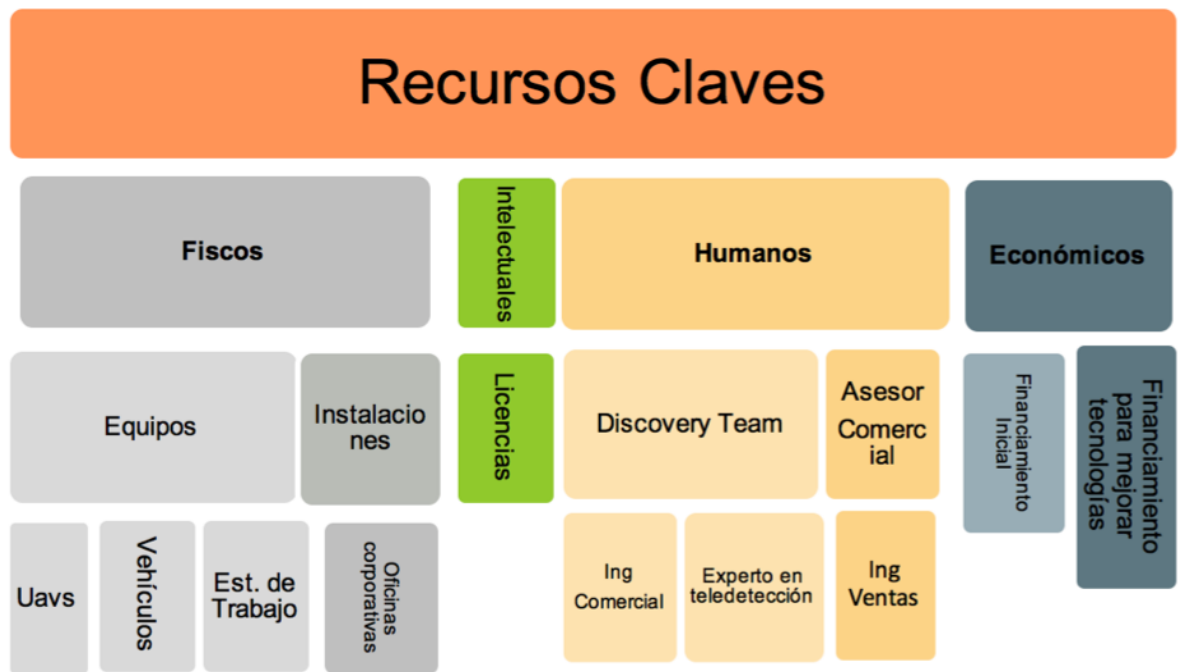 Recursos Claves
Fiscos
Intelectuales
Humanos
Económicos
Equipos
Instalacio
nes
Licencias
Discovery Team
Asesor
Comerc
ial
Financiamiento
Inicial
Financiamiento
para mejorar
tecnologías
Uavs
Vehículos
Est. de
Trabajo
Oficinas
corporativas
Ing
Comercial
Experto en
teledetección
Ing
Ventas